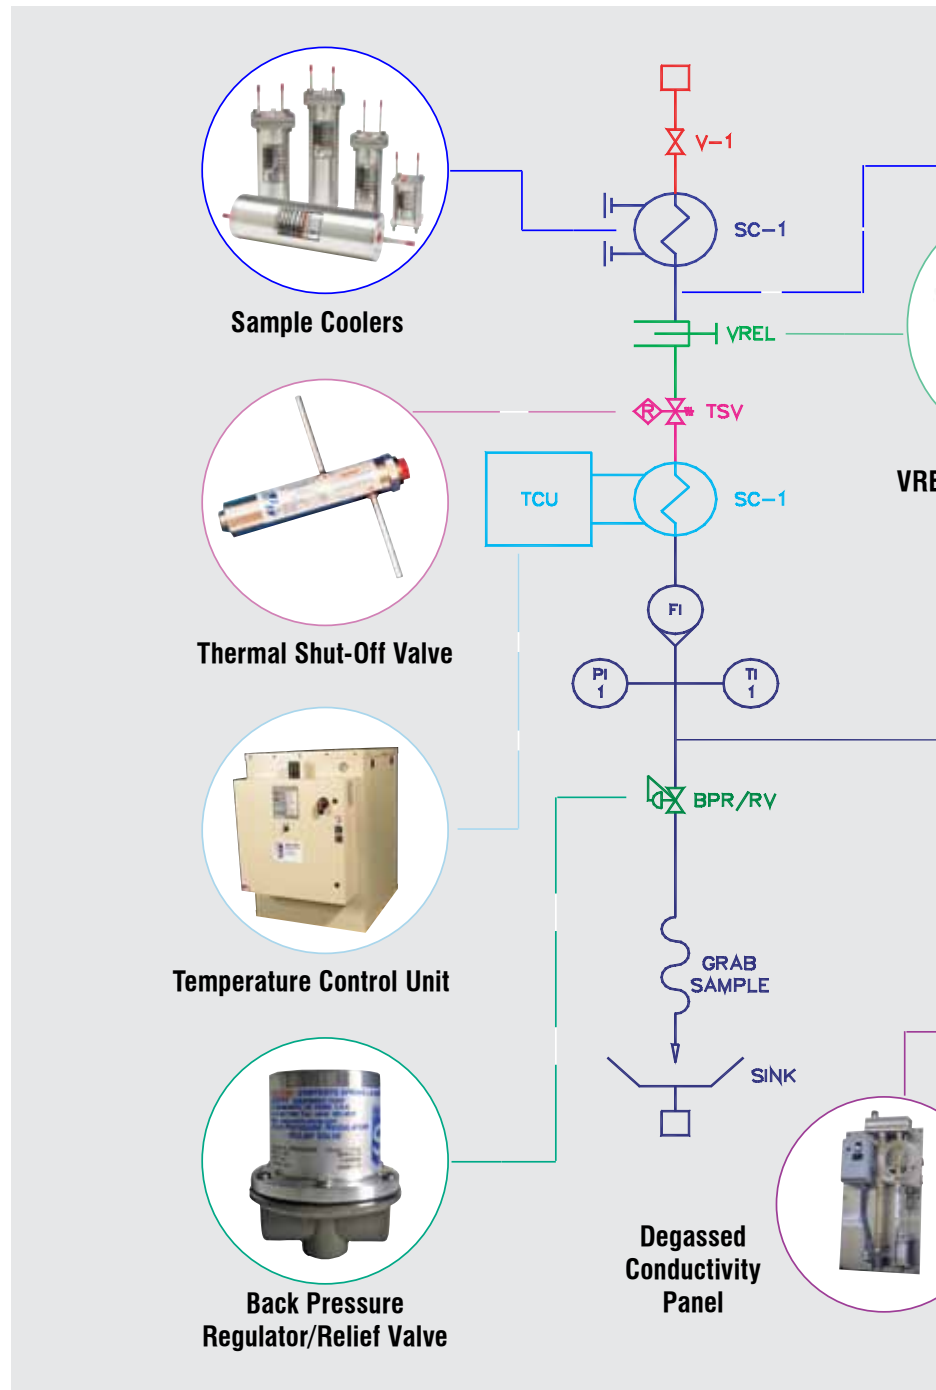 V-1
SC-1
Sample Coolers
VREL
R
TSV
VRE
TCU
SC-1
FI
Thermal Shut-Off Valve
PI
1
TI
1
BPR/RV
GRAB
SAMPLE
Temperature Control Unit
SINK
Degassed
Conductivity
Panel
Back Pressure
Regulator/Relief Valve